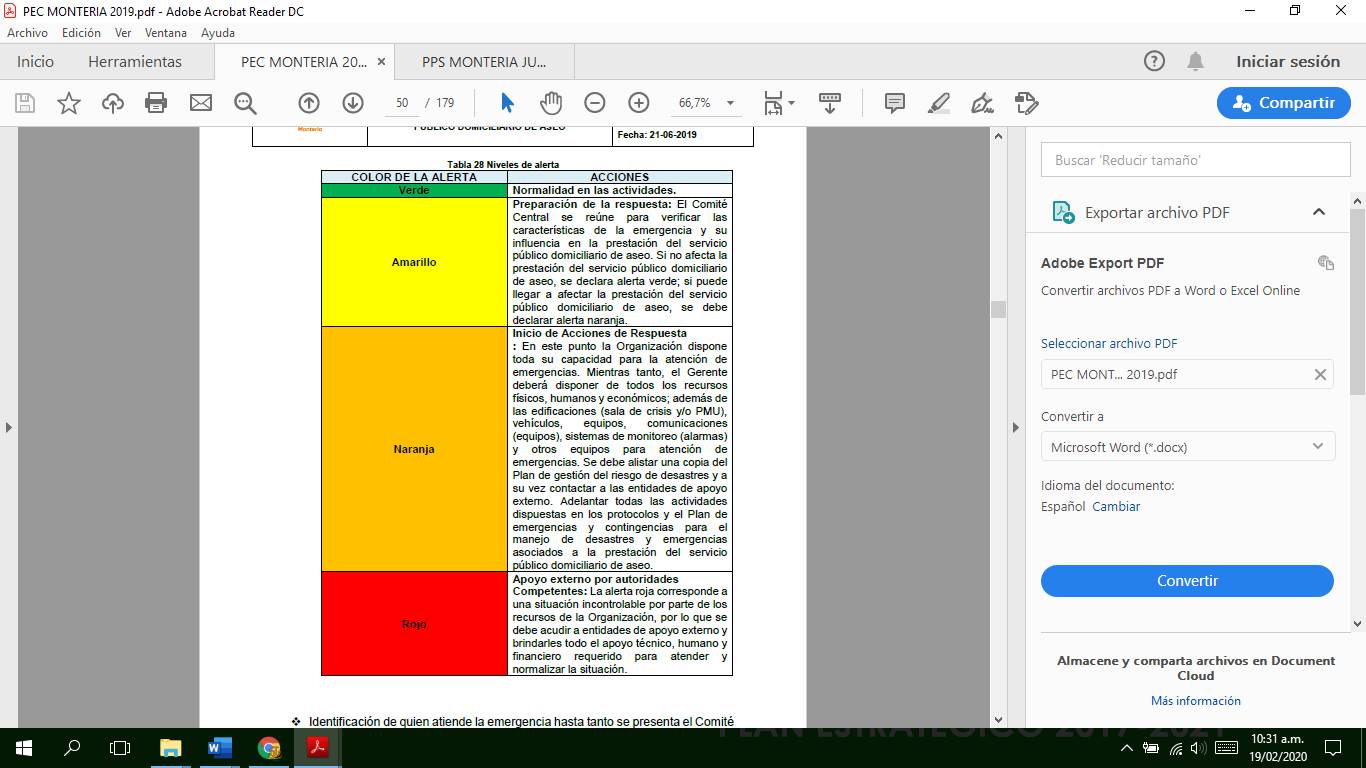 PEC MONTERIA 2019.pdf - Adobe Acrobat Reader DC
Archivo Edición Ver Ventana Ayuda
Inicio Herramientas PEC MONTERIA 20... × PPS MONTERIA JU... Iniciar sesión
50 / 179 66,7% Compartir
Montería PÚBLICO DOMICILIARIO DE ASEO Fecha: 21-06-2019
Tabla 28 Niveles de alerta
COLOR DE LA ALERTA ACCIONES
Verde Normalidad en las actividades.
Amarillo
Preparación de la respuesta: El Comité
Central se reúne para verificar las
características de la emergencia y su
influencia en la prestación del servicio
público domiciliario de aseo. Si no afecta la
prestación del servicio público domiciliario
de aseo, se declara alerta verde; si puede
llegar a afectar la prestación del servicio
público domiciliario de aseo, se debe
declarar alerta naranja.
Naranja
Inicio de Acciones de Respuesta
: En este punto la Organización dispone
toda su capacidad para la atención de
emergencias. Mientras tanto, el Gerente
deberá disponer de todos los recursos
físicos, humanos y económicos; además de
las edificaciones (sala de crisis y/o PMU),
vehículos, equipos, comunicaciones
(equipos), sistemas de monitoreo (alarmas)
y otros equipos para atención de
emergencias. Se debe alistar una copia del
Plan de gestión del riesgo de desastres y a
su vez contactar a las entidades de apoyo
externo. Adelantar todas las actividades
dispuestas en los protocolos y el Plan de
emergencias y contingencias para el
manejo de desastres y emergencias
asociados a la prestación del servicio
público domiciliario de aseo.
Rojo
Apoyo externo por autoridades
Competentes: La alerta roja corresponde a
una situación incontrolable por parte de los
recursos de la Organización, por lo que se
debe acudir a entidades de apoyo externo y
brindarles todo el apoyo técnico, humano y
financiero requerido para atender y
normalizar la situación.
❖ Identificación de quien atiende la emergencia hasta tanto se presenta el Comité
Buscar 'Reducir tamaño'
Exportar archivo PDF
Adobe Export PDF
Convertir archivos PDF a Word o Excel Online
Seleccionar archivo PDF
PEC MONT... 2019.pdf
Convertir a
Microsoft Word (*.docx)
Idioma del documento:
Español Cambiar
Convertir
Almacene y comparta archivos en Document
Cloud
Más información
PLAN ESTRATÉGICO 2017-2021
10:31 a.m.
19/02/2020